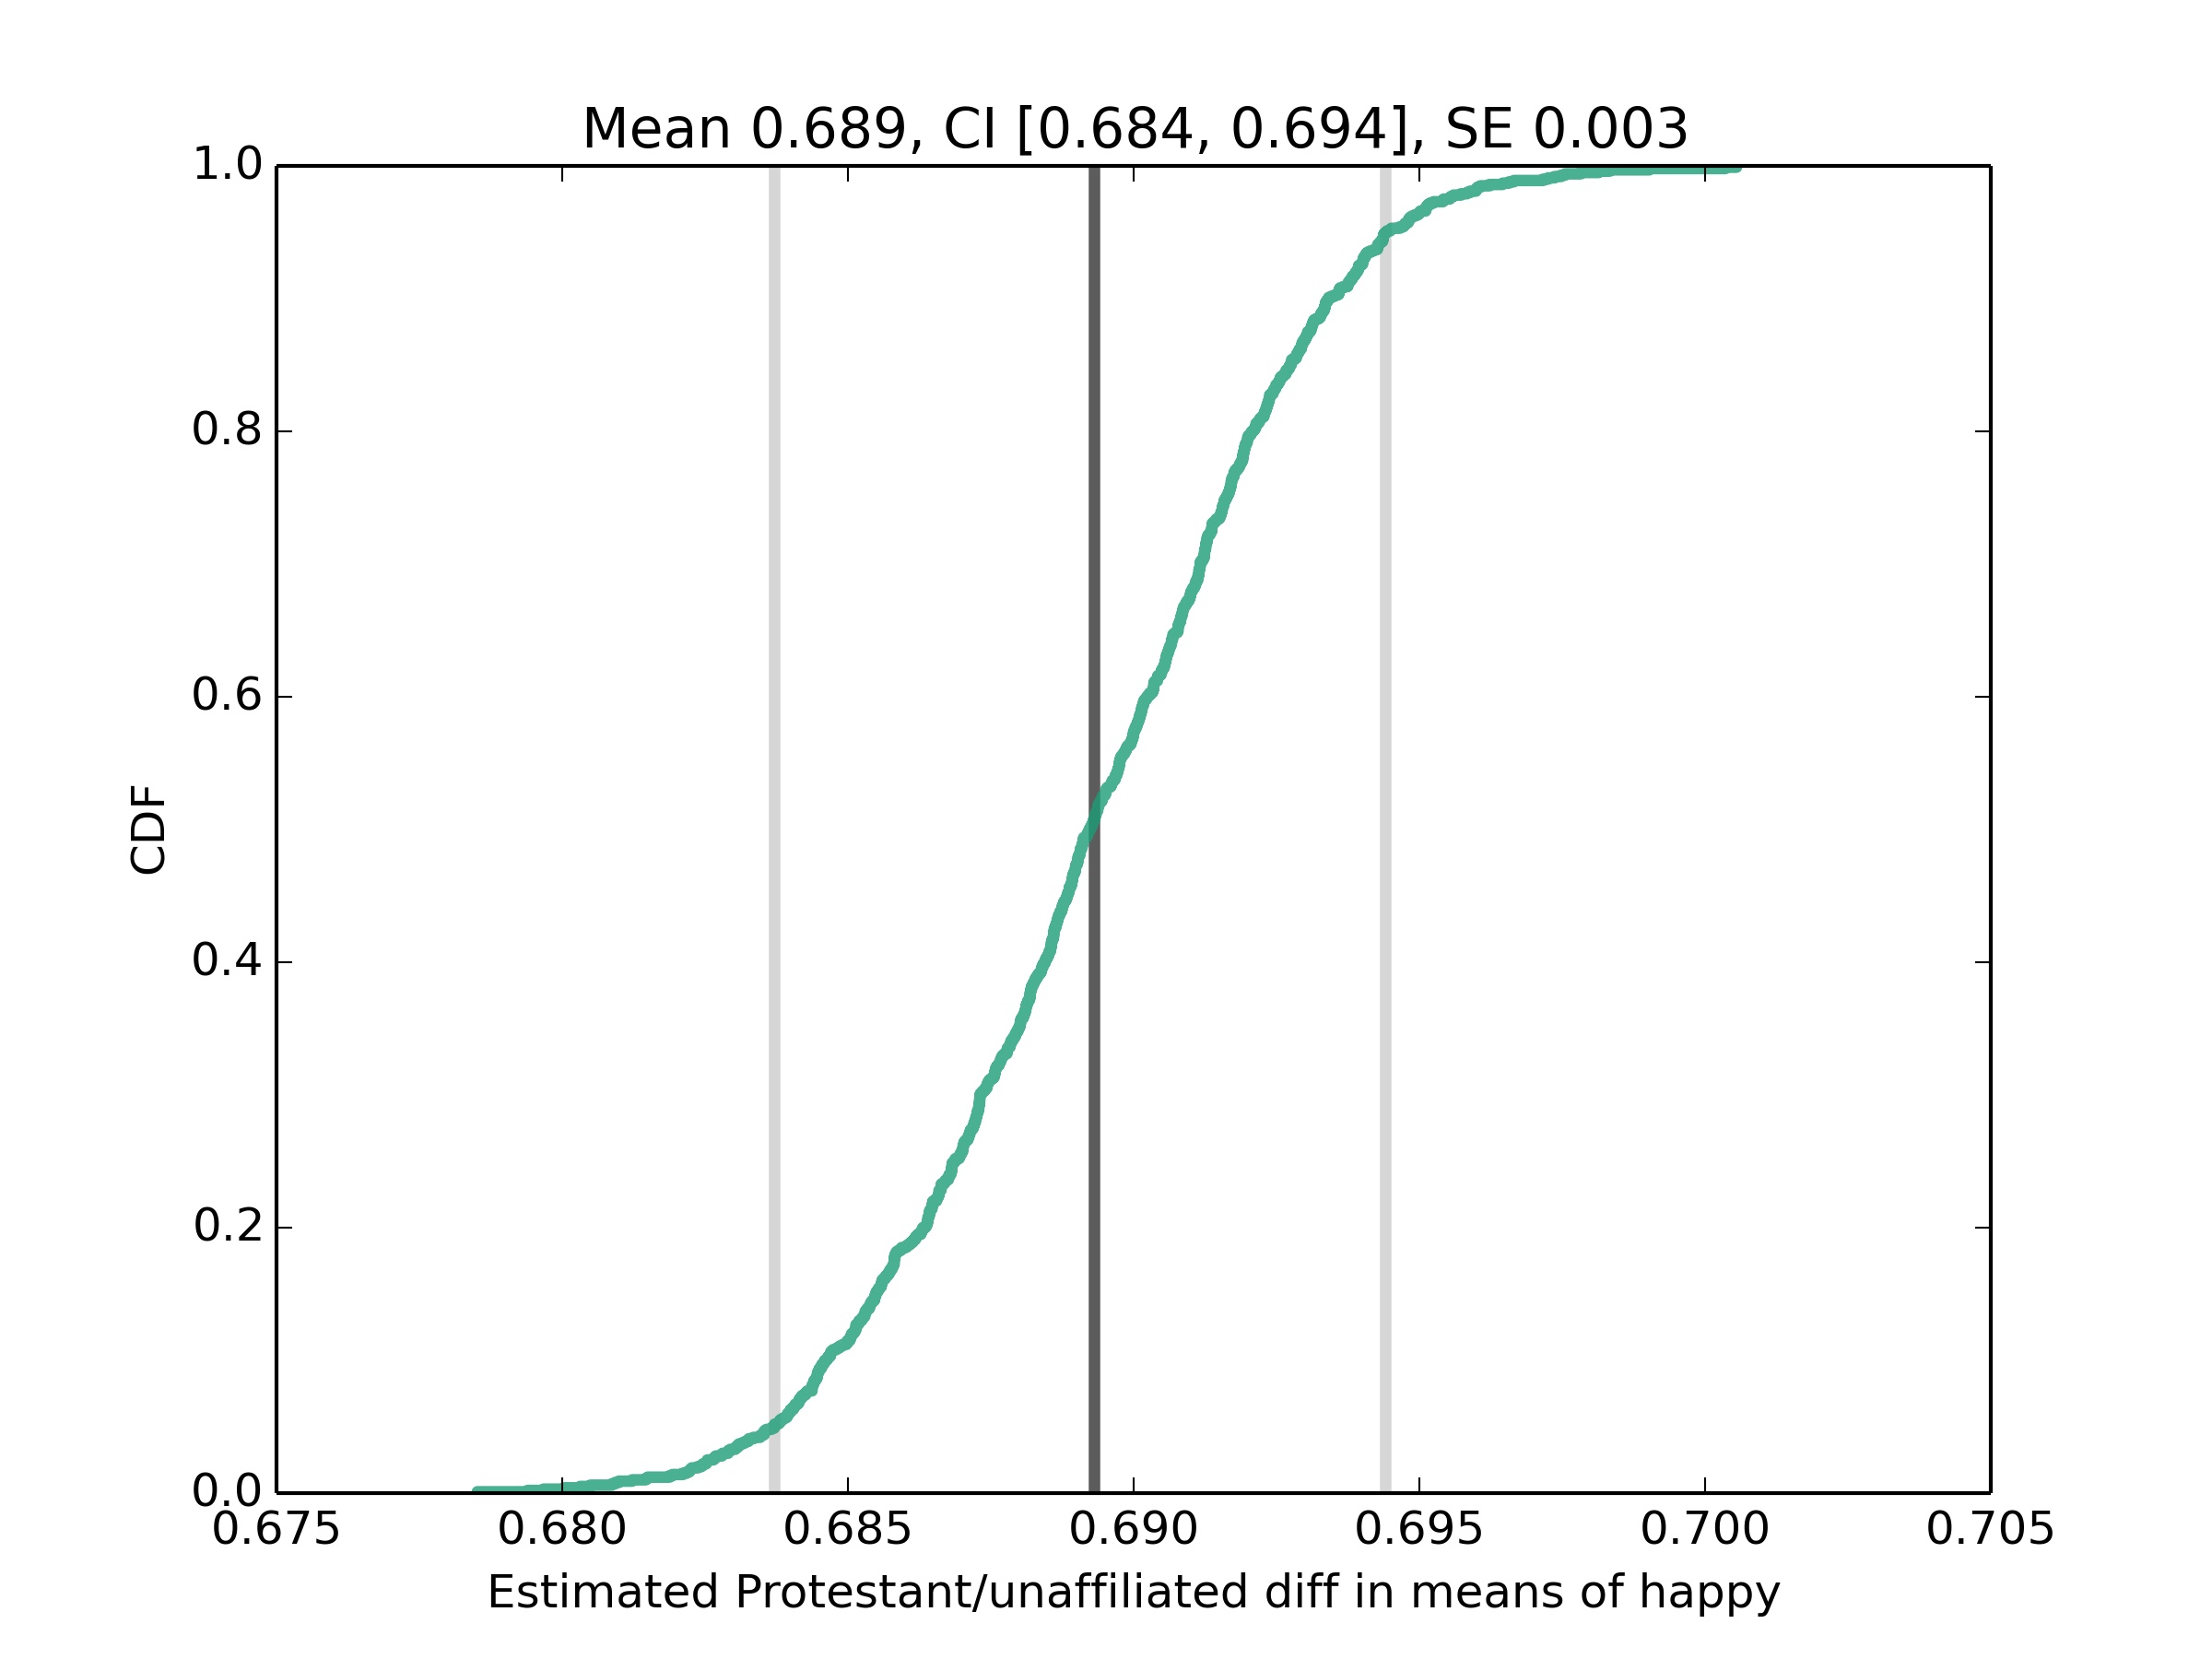 Mean 0.689, CI [0.684, 0.694], SE 0.003
1.0
0.8
0.6
0.4
0.2
0.0
CDF
0.675 0.680 0.685 0.690 0.695 0.700 0.705
Estimated Protestant/unaffiliated diff in means of happy